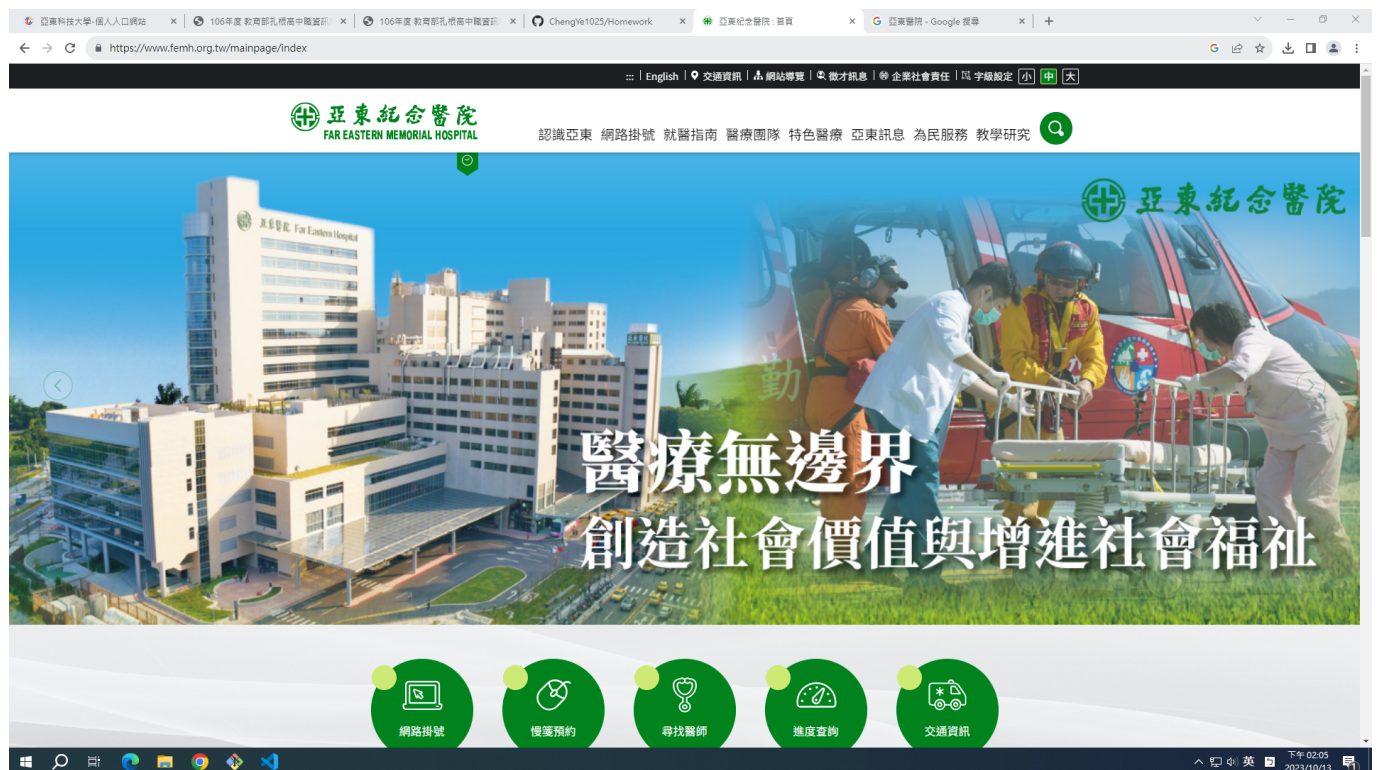 亞東科技大學-個人入口網站
106年度 教育部扎根高中職資訊
106年度 教育部扎根高中職資訊
ChengYe1025/Homework
亞東紀念醫院 : 首頁
亞東醫院 - Google 搜尋
https://www.femh.org.tw/mainpage/index
::: | English | 交通資訊 | 網站導覽 | 徵才訊息 | 企業社會責任 | 字級設定 小 中 大
亞東紀念醫院
FAR EASTERN MEMORIAL HOSPITAL
認識亞東 網路掛號 就醫指南 醫療團隊 特色醫療 亞東訊息 為民服務 教學研究
亞東紀念醫院
亞東醫院 Far Eastern Hospital
勤
醫療無邊界
創造社會價值與增進社會福祉
網路掛號
慢箋預約
尋找醫師
進度查詢
交通資訊
英
下午 02:05
2023/10/13